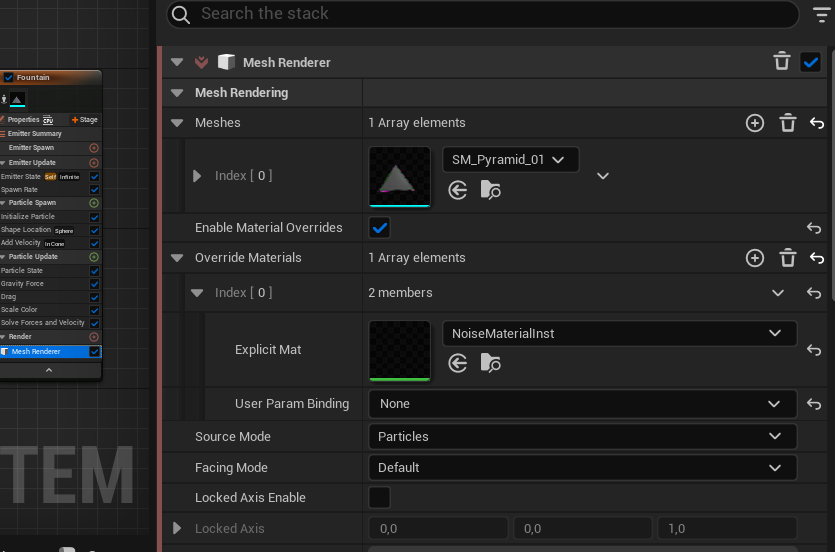 Search the stack
Mesh Renderer
Mesh Rendering
Meshes 1 Array elements
Index [ 0 ] SM_Pyramid_01
Enable Material Overrides
Override Materials 1 Array elements
Index [ 0 ] 2 members
Explicit Mat NoiseMaterialInst
User Param Binding None
Source Mode Particles
Facing Mode Default
Locked Axis Enable
Locked Axis 0,0 0,0 1,0
Fountain
Properties CPU + Stage
Emitter Summary
Emitter Spawn
Emitter Update
Emitter State Self Infinite
Spawn Rate
Particle Spawn
Initialize Particle
Shape Location Sphere
Add Velocity In Cone
Particle Update
Particle State
Gravity Force
Drag
Scale Color
Solve Forces and Velocity
Render
Mesh Renderer
TEM